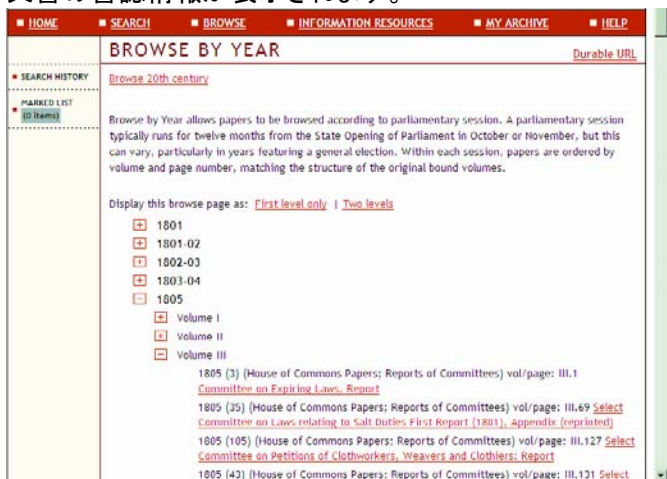 文書の書誌情報が表示されます。
HOME SEARCH BROWSE INFORMATION RESOURCES MY ARCHIVE HELP
BROWSE BY YEAR
Durable URL
SEARCH HISTORY
Browse 20th century
MARKED LIST
(0 items)
Browse by Year allows papers to be browsed according to parliamentary session. A parliamentary session
typically runs for twelve months from the State Opening of Parliament in October or November, but this
can vary, particularly in years featuring a general election. Within each session, papers are ordered by
volume and page number, matching the structure of the original bound
volumes.
Display this browse page as: First level only | Two levels
1801
1801-02
1802-03
1803-04
1805
Volume I
Volume II
Volume III
1805 (3) (House of Commons Papers; Reports of Committees) vol/page: III.1
Committee on Expiring Laws. Report
1805 (35) (House of Commons Papers; Reports of Committees) vol/page: III.69 Select
Committee on Laws relating to Salt Duties First Report (1801), Appendix (reprinted)
1805 (105) (House of Commons Papers: Reports of Committees) vol/page: III.127 Select
Committee on Petitions of Clothworkers, Weavers and Clothiers: Report
1805 (43) (House of Commons Papers; Reports of Committees) vol/page: III.131 Select